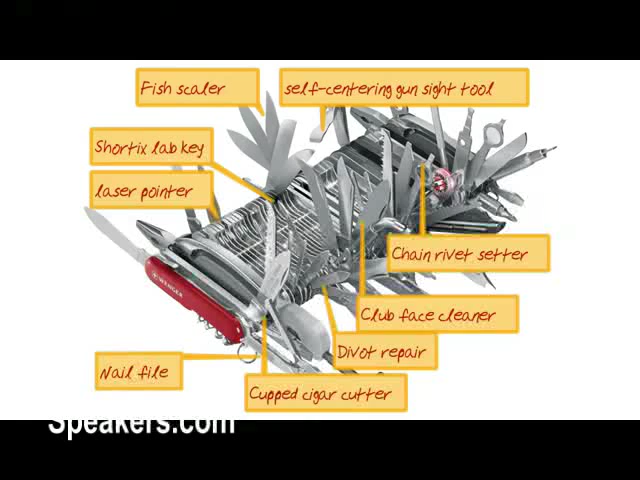 Fish scaler
self-centering gun sight tool
Shortix lab key
laser pointer
Chain rivet setter
WENGER
Club face cleaner
Divot repair
Nail file
Cupped cigar cutter
Speakers.com